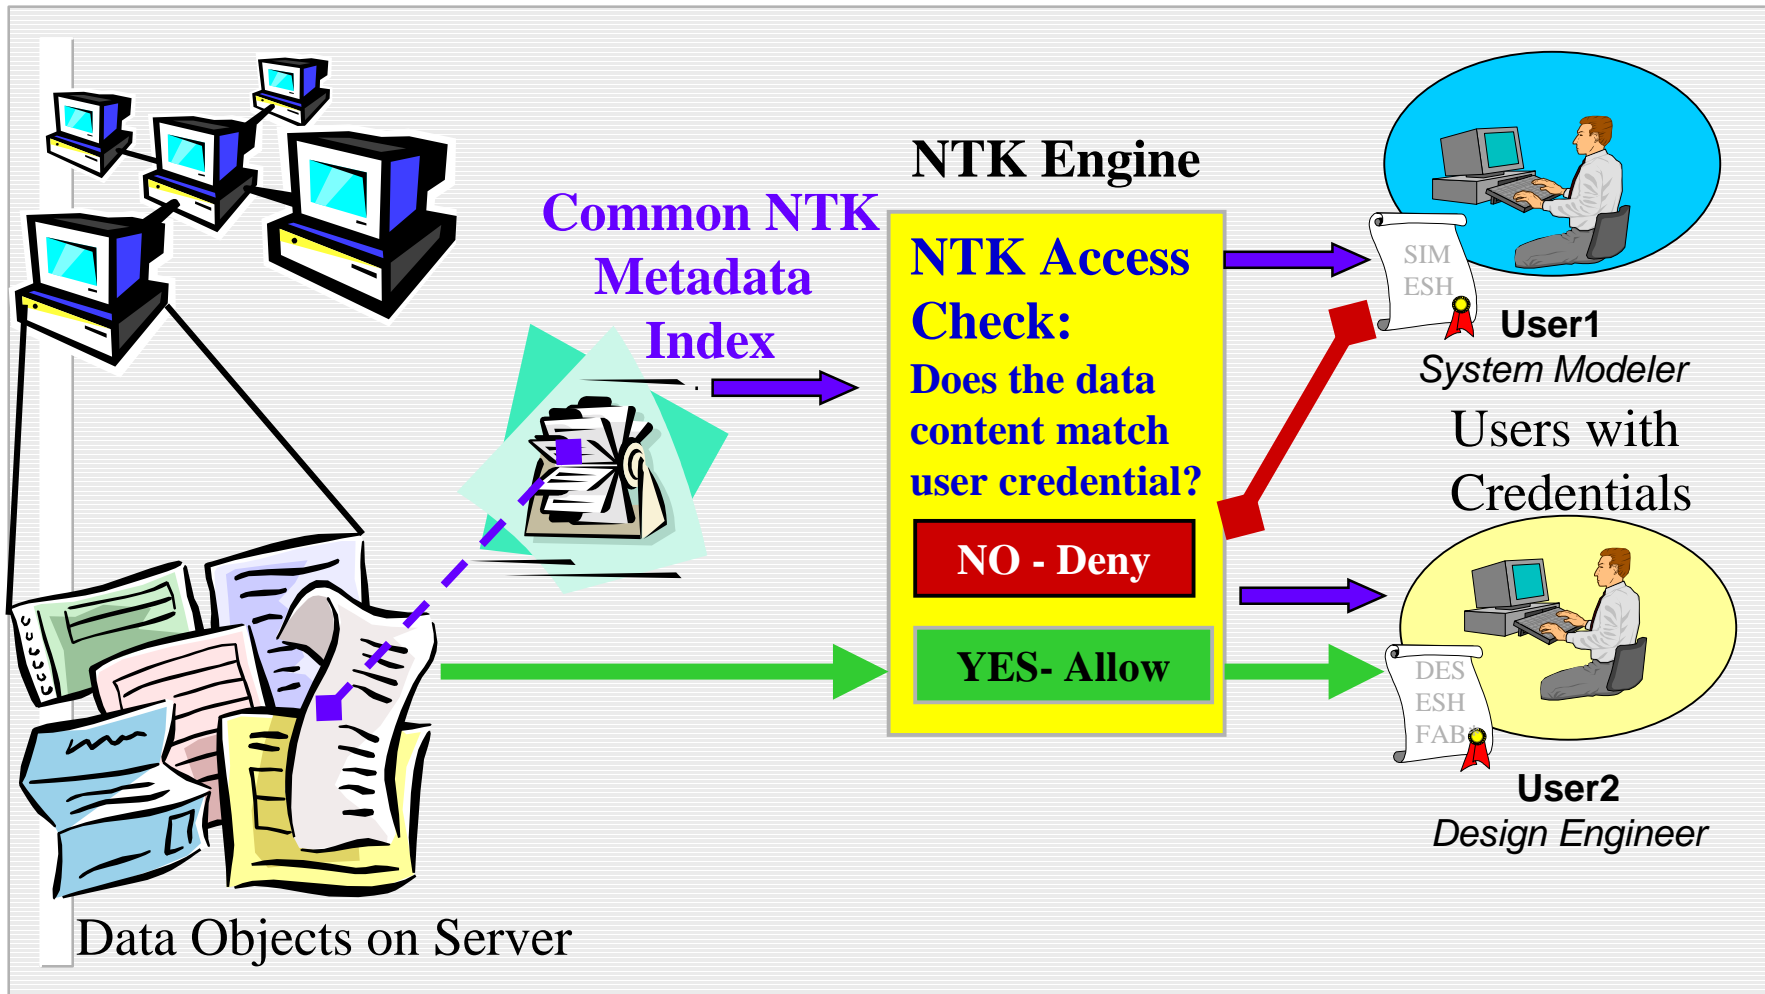 NTK Engine
Common NTK
Metadata
Index
NTK Access
Check:
Does the data
content match
user credential?
NO - Deny
YES- Allow
SIM
ESH
User1
System Modeler
Users with
Credentials
DES
ESH
FAB*
User2
Design Engineer
Data Objects on Server